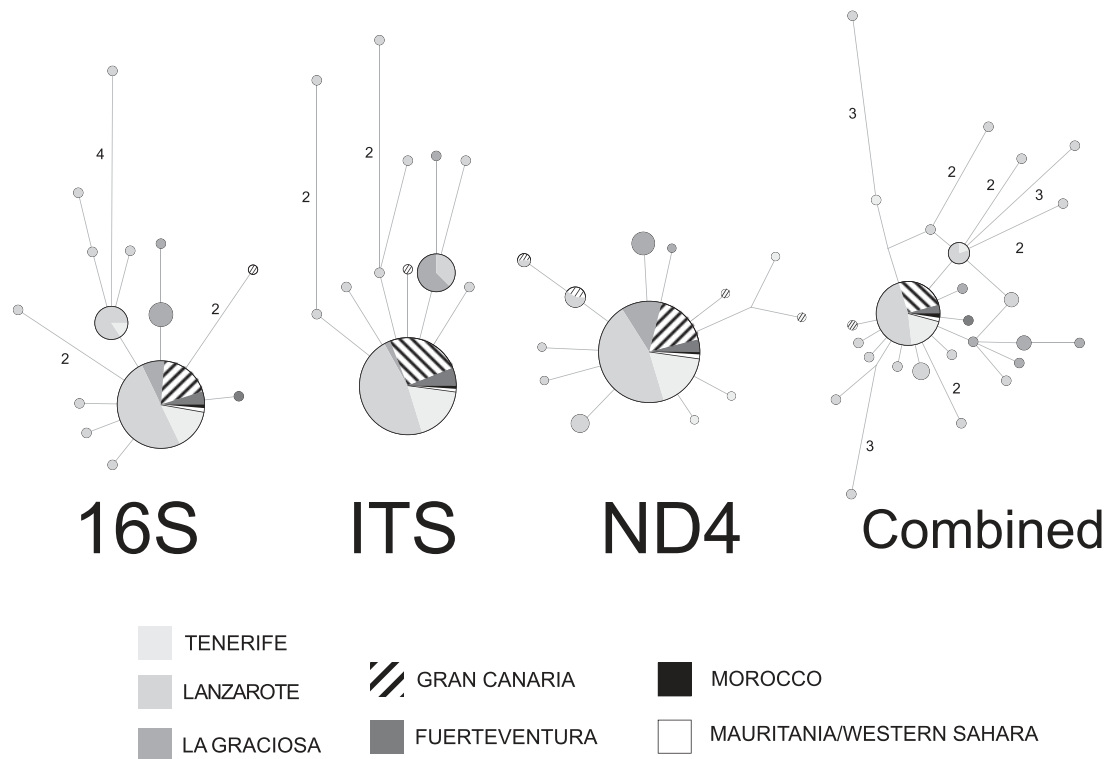 4
2
2
16S
2
2
ITS
ND4
3
2
2
3
2
2
3
Combined
TENERIFE
LANZAROTE
LA GRACIOSA
GRAN CANARIA
FUERTEVENTURA
MOROCCO
MAURITANIA/WESTERN SAHARA